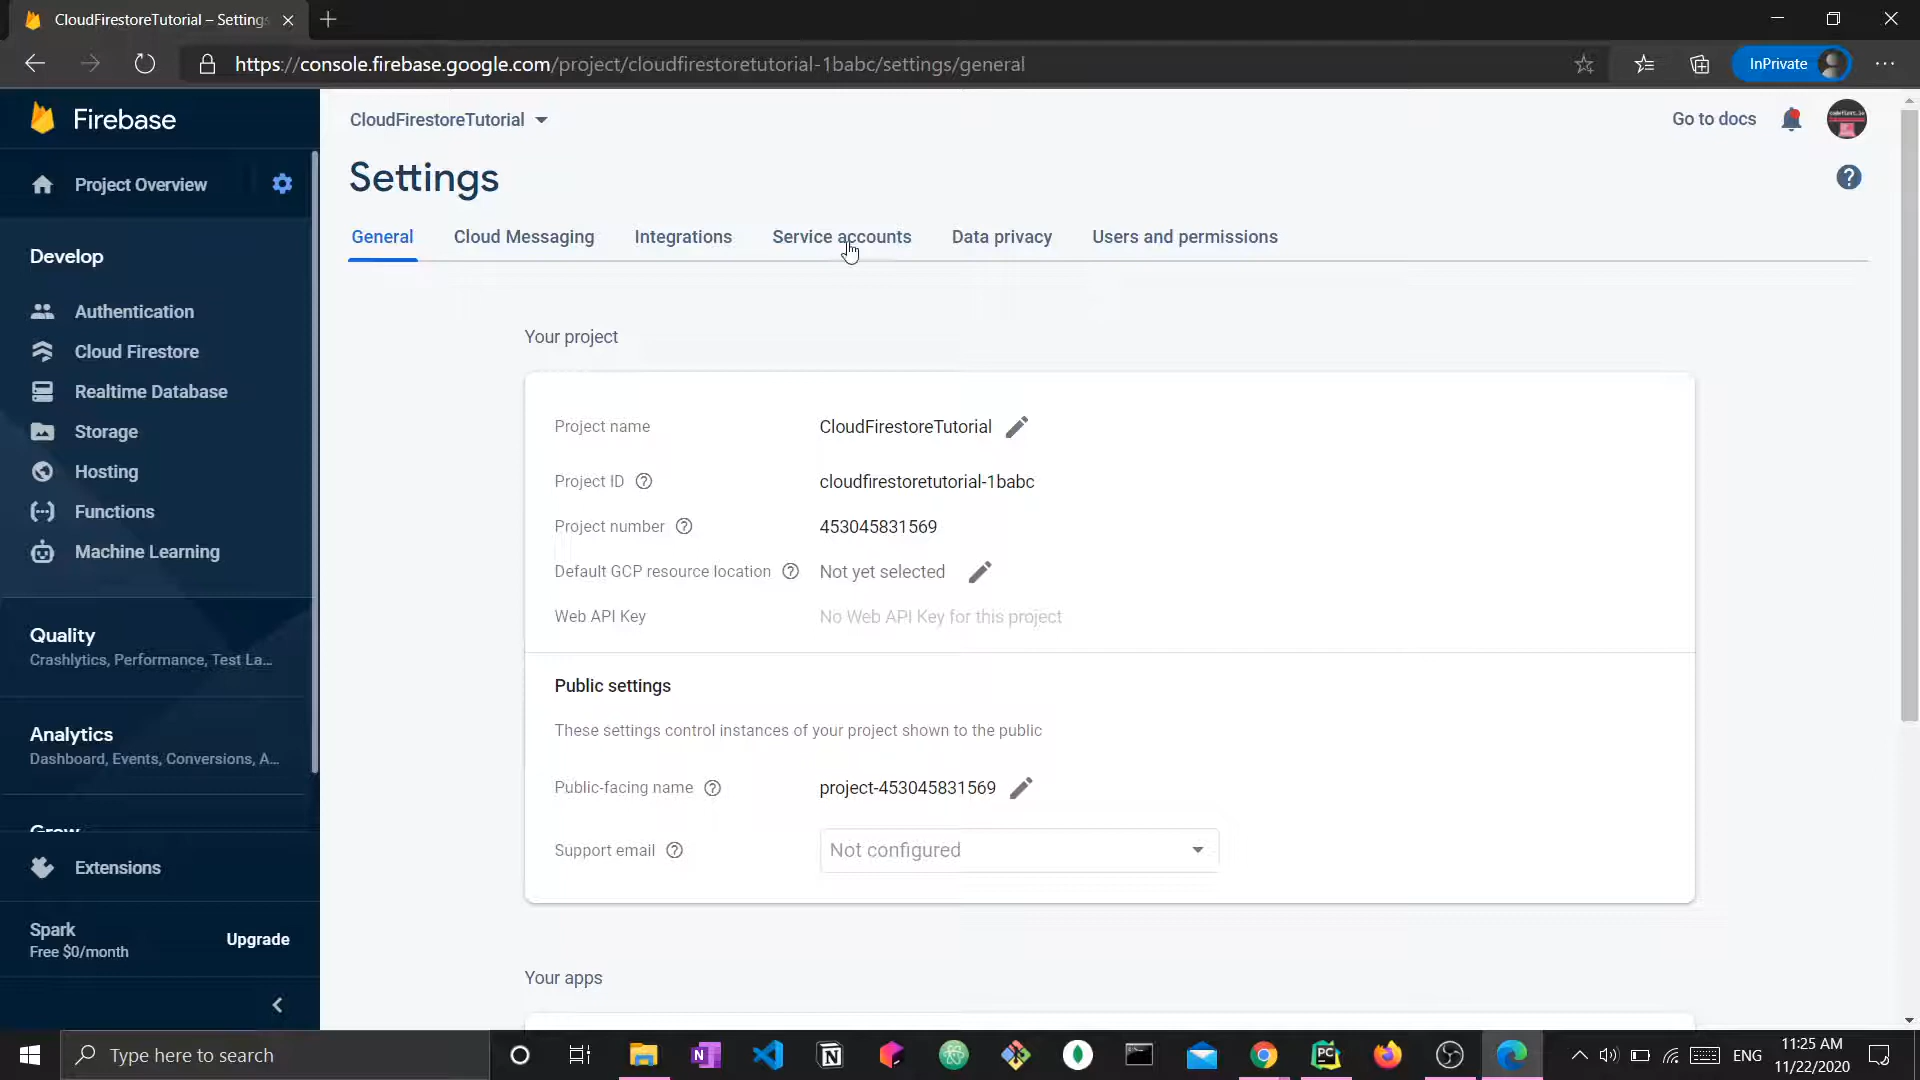 CloudFirestoreTutorial – Settings
https://console.firebase.google.com/project/cloudfirestoretutorial-1babc/settings/general
InPrivate
Firebase
CloudFirestoreTutorial
Go to docs
Project Overview
Settings
General
Cloud Messaging
Integrations
Service accounts
Data privacy
Users and permissions
Develop
Authentication
Cloud Firestore
Realtime Database
Storage
Hosting
Functions
Machine Learning
Quality
Crashlytics, Performance, Test La...
Analytics
Dashboard, Events, Conversions, A...
Grow
Extensions
Spark
Free $0/month
Upgrade
Your project
Project name
CloudFirestoreTutorial
Project ID
cloudfirestoretutorial-1babc
Project number
453045831569
Default GCP resource location
Not yet selected
Web API Key
No Web API Key for this project
Public settings
These settings control instances of your project shown to the public
Public-facing name
project-453045831569
Support email
Not configured
Your apps
Type here to search
ENG
11:25 AM
11/22/2020